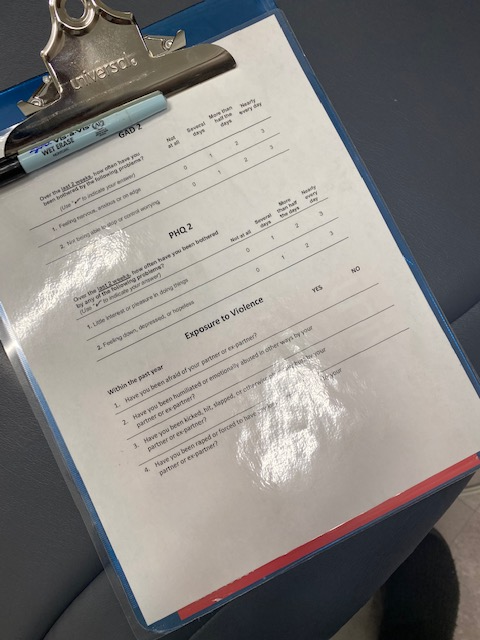 universal
VIS-À-VIS
WET ERASE
GAD 2
Over the last 2 weeks, how often have you
been bothered by the following problems?
(Use "✔" to indicate your answer)
Not
at all
Several
days
More than
half the
days
Nearly
every day
1. Feeling nervous, anxious or on edge 0 1 2 3
2. Not being able to stop or control worrying 0 1 2 3
PHQ 2
Over the last 2 weeks, how often have you been bothered
by any of the following problems?
(Use "✔" to indicate your answer)
Not at all
Several
days
More
than half
the days
Nearly
every day
1. Little interest or pleasure in doing things 0 1 2 3
2. Feeling down, depressed, or hopeless 0 1 2 3
Exposure to Violence
YES NO
Within the past year
1. Have you been afraid of your partner or ex-partner?
2. Have you been humiliated or emotionally abused in other ways by your
partner or ex-partner?
3. Have you been kicked, hit, slapped, or otherwise hurt by your
partner or ex-partner?
4. Have you been raped or forced to have by your
partner or ex-partner?